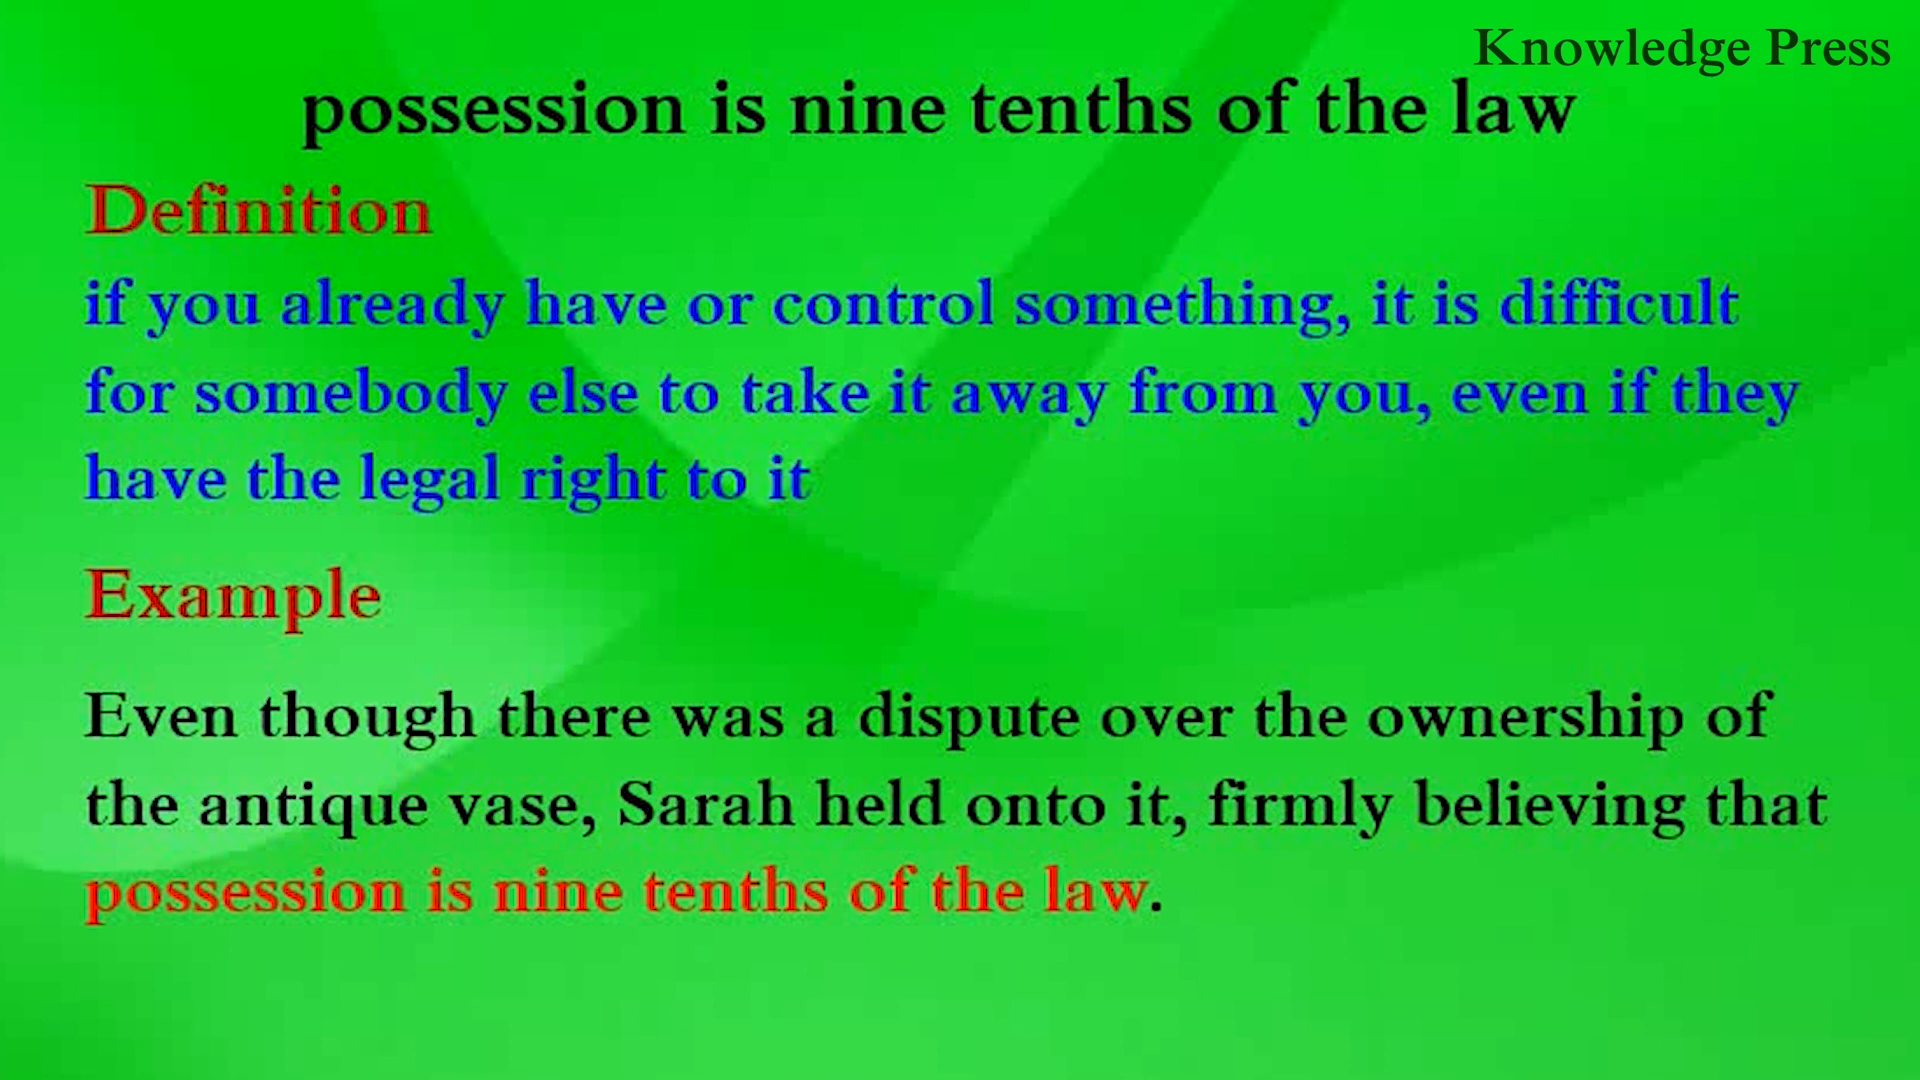 Knowledge Press
possession is nine tenths of the law
Definition
if you already have or control something, it is difficult
for somebody else to take it away from you, even if they
have the legal right to it
Example
Even though there was a dispute over the ownership of
the antique vase, Sarah held onto it, firmly believing that
possession is nine tenths of the law.